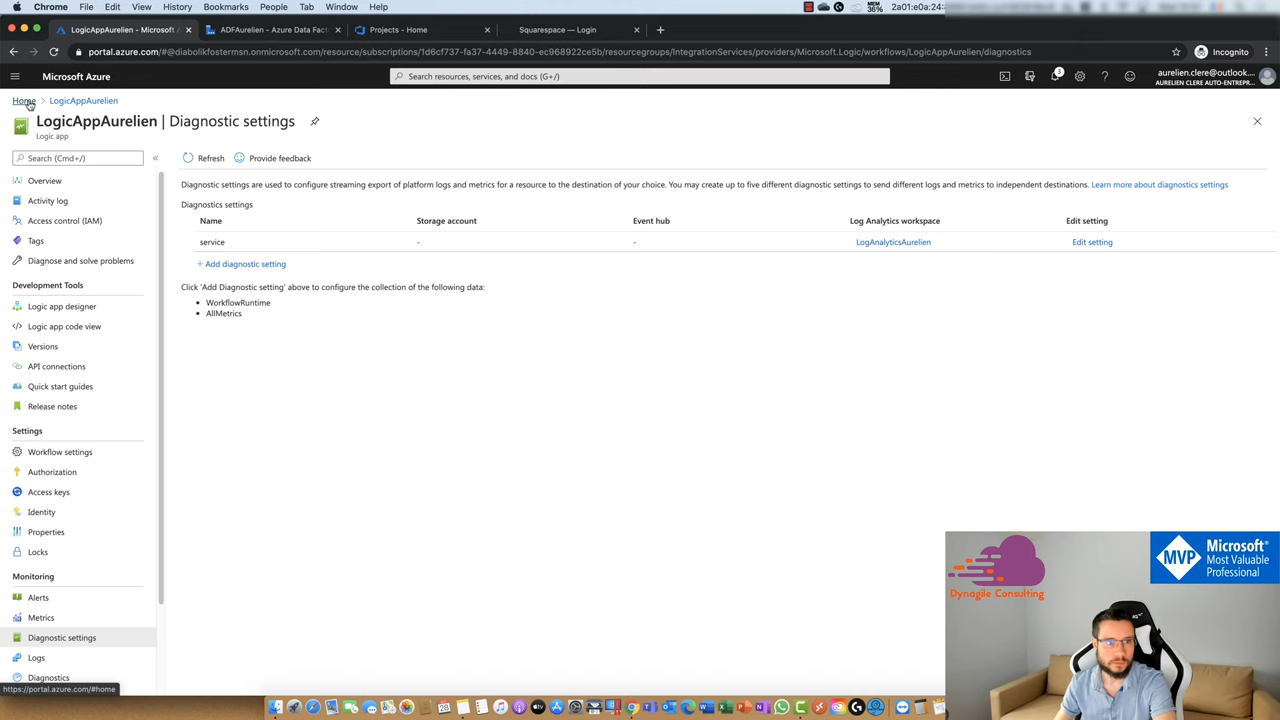 Chrome File Edit View History Bookmarks People Tab Window Help MEM 36% 2a01:e0a:24:
LogicAppAurelien - Microsoft A ADFAurelien - Azure Data Fact Projects - Home Squarespace — Login
portal.azure.com/#@diabolikfostermsn.onmicrosoft.com/resource/subscriptions/1d6cf737-fa37-4449-8840-ec968922ce5b/resourcegroups/IntegrationServices/providers/Microsoft.Logic/workflows/LogicAppAurelien/diagnostics Incognito
Microsoft Azure Search resources, services, and docs (G+/) 3 aurelien.clere@outlook....
AURELIEN CLERE AUTO-ENTREPR...
Home > LogicAppAurelien
LogicAppAurelien | Diagnostic settings
Logic app
Search (Cmd+/) « Refresh Provide feedback
Overview
Activity log
Access control (IAM)
Tags
Diagnose and solve problems
Development Tools
Logic app designer
Logic app code view
Versions
API connections
Quick start guides
Release notes
Settings
Workflow settings
Authorization
Access keys
Identity
Properties
Locks
Monitoring
Alerts
Metrics
Diagnostic settings
Logs
Diagnostics
https://portal.azure.com/#home
Diagnostic settings are used to configure streaming export of platform logs and metrics for a resource to the destination of your choice. You may create up to five different diagnostic settings to send different logs and metrics to independent destinations. Learn more about diagnostics settings
Diagnostics settings
Name Storage account Event hub Log Analytics workspace Edit setting
service - - LogAnalyticsAurelien Edit setting
+ Add diagnostic setting
Click 'Add Diagnostic setting' above to configure the collection of the following data:
• WorkflowRuntime
• AllMetrics
Dynagile Consulting
MVP Microsoft®
Most Valuable
Professional